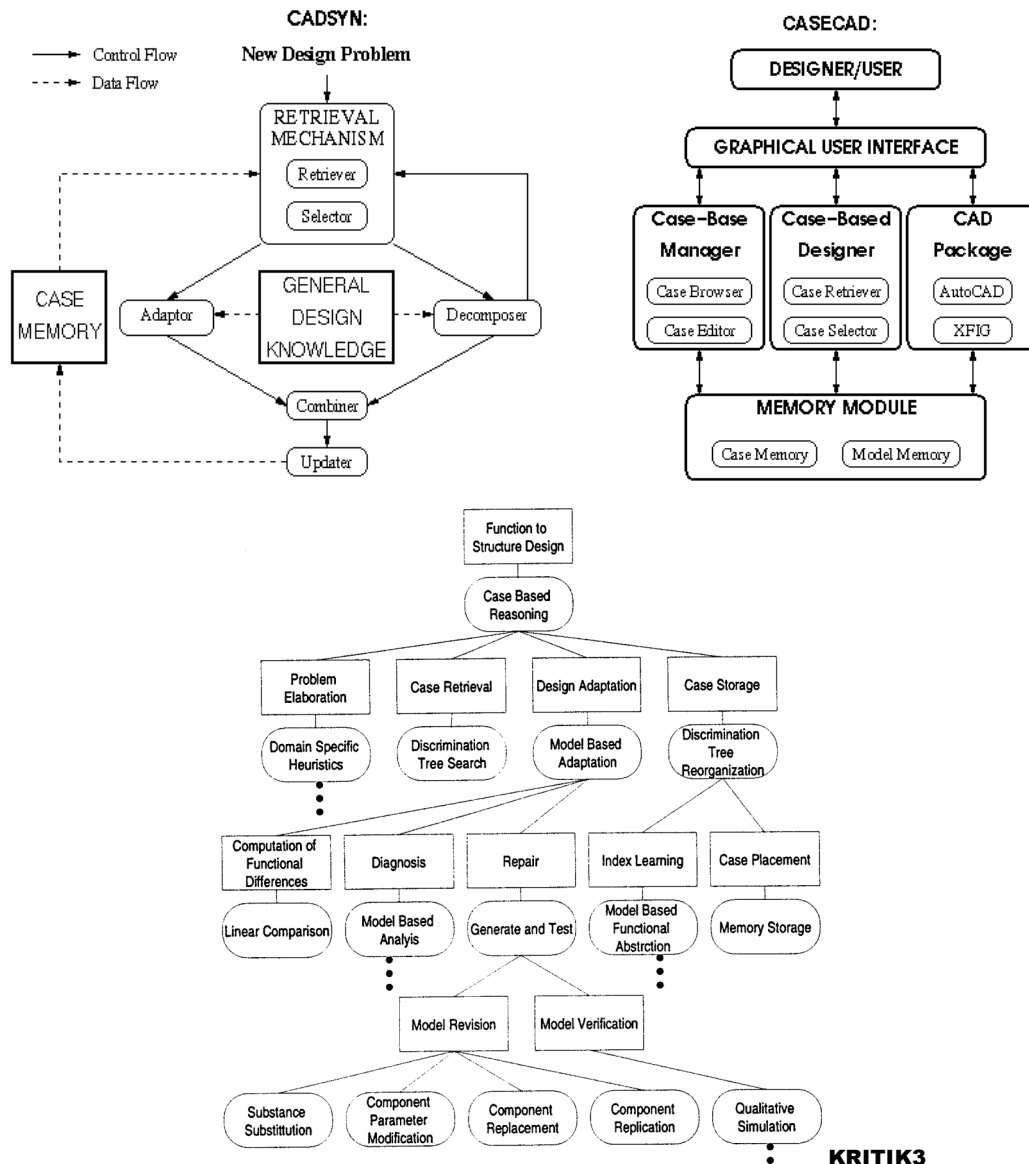 CADSYN:
Control Flow
Data Flow
New Design Problem
RETRIEVAL
MECHANISM
Retriever
Selector
CASE
MEMORY
Adaptor
GENERAL
DESIGN
KNOWLEDGE
Decomposer
Combiner
Updater
CASECAD:
DESIGNER/USER
GRAPHICAL USER INTERFACE
Case-Base
Manager
Case Browser
Case Editor
Case-Based
Designer
Case Retriever
Case Selector
CAD
Package
AutoCAD
XFIG
MEMORY MODULE
Case Memory
Model Memory
Function to
Structure Design
Case Based
Reasoning
Problem
Elaboration
Case Retrieval
Design Adaptation
Case Storage
Domain Specific
Heuristics
Discrimination
Tree Search
Model Based
Adaptation
Discrimination
Tree
Reorganization
Computation of
Functional
Differences
Diagnosis
Repair
Index Learning
Case Placement
Linear Comparison
Model Based
Analyis
Generate and Test
Model Based
Functional
Abstrction
Memory Storage
Model Revision
Model Verification
Substance
Substittution
Component
Parameter
Modification
Component
Replacement
Component
Replication
Qualitative
Simulation
KRITIK3